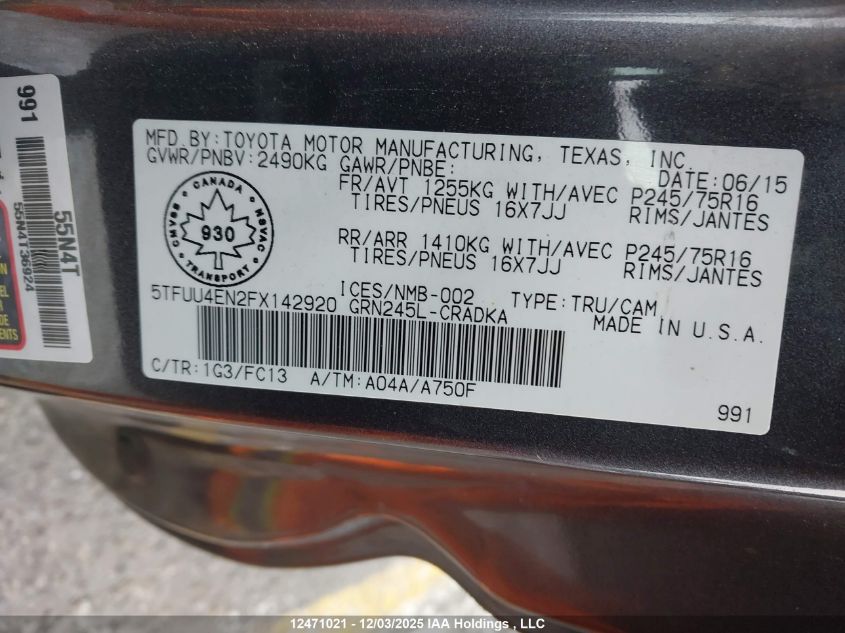 991
55N4T
55N4T36924
MFD.BY:TOYOTA MOTOR MANUFACTURING, TEXAS, INC.
GVWR/PNBV:2490KG GAWR/PNBE: DATE:06/15
FR/AVT 1255KG WITH/AVEC P245/75R16
TIRES/PNEUS 16X7JJ RIMS/JANTES
CANADA
CMVSS 930 NSVAC
TRANSPORT
RR/ARR 1410KG WITH/AVEC P245/75R16
TIRES/PNEUS 16X7JJ RIMS/JANTES
5TFUU4EN2FX142920 ICES/NMB-002 TYPE:TRU/CAM
GRN245L-CRADKA MADE IN U.S.A.
C/TR:1G3/FC13 A/TM:A04A/A750F
991
12471021 - 12/03/2025 IAA Holdings , LLC